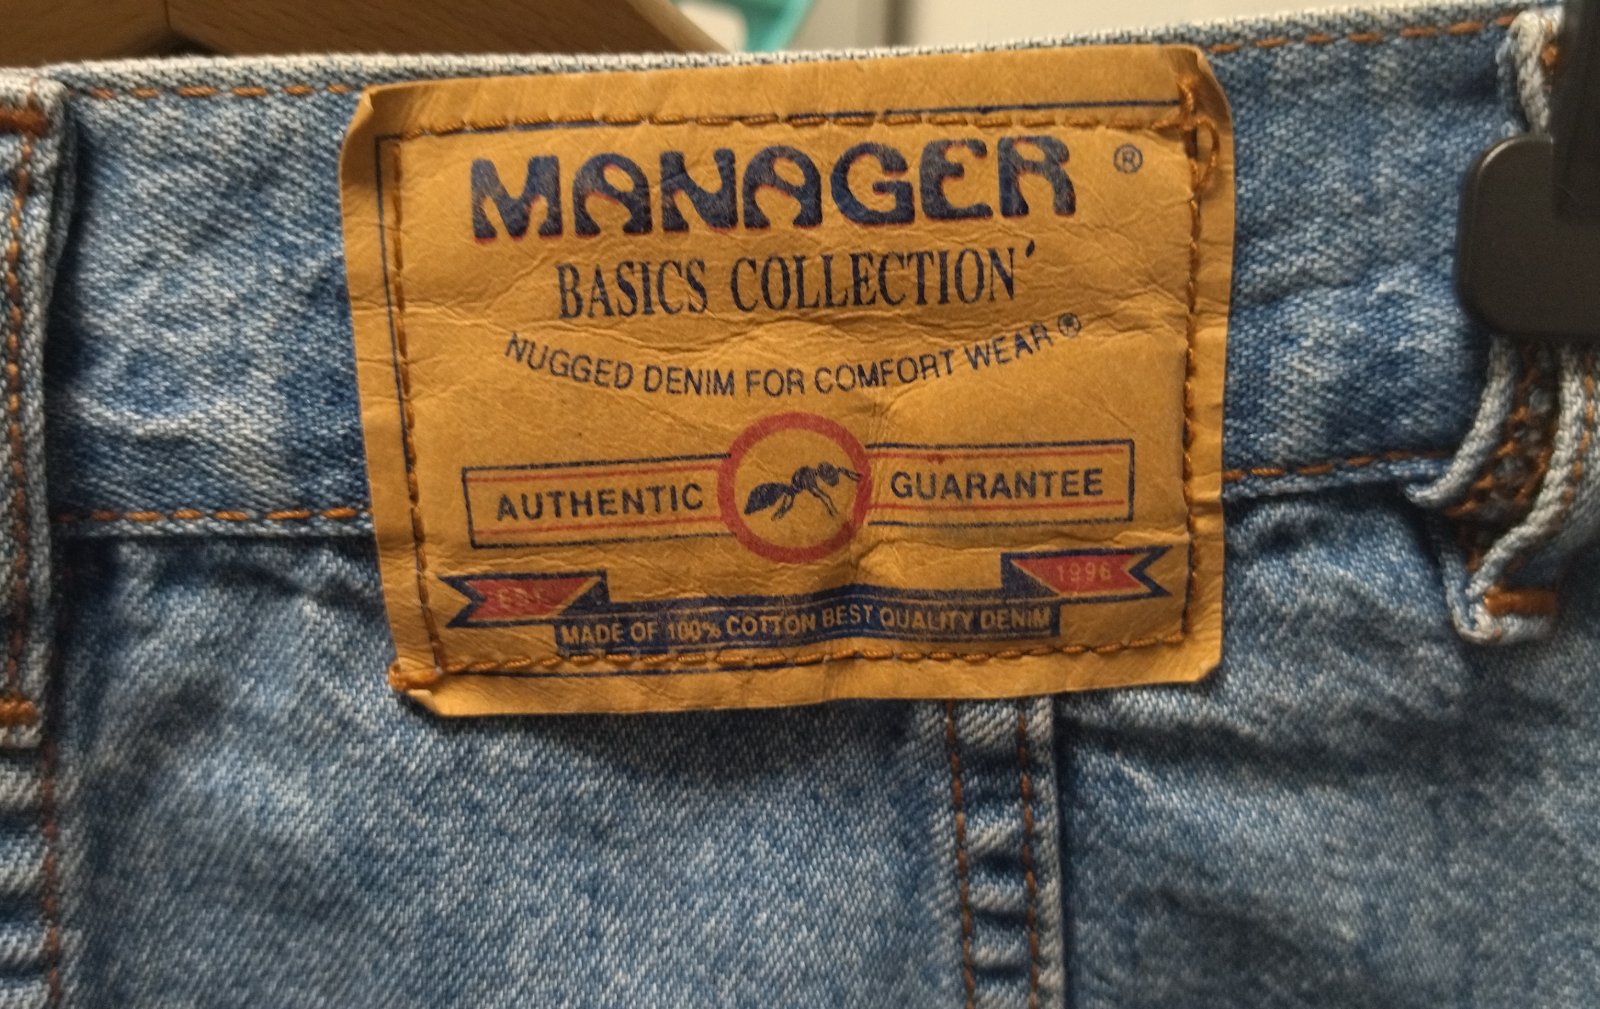 MANAGER ®
BASICS COLLECTION'
NUGGED DENIM FOR COMFORT WEAR ®
AUTHENTIC GUARANTEE
EST 1996
MADE OF 100% COTTON BEST QUALITY DENIM